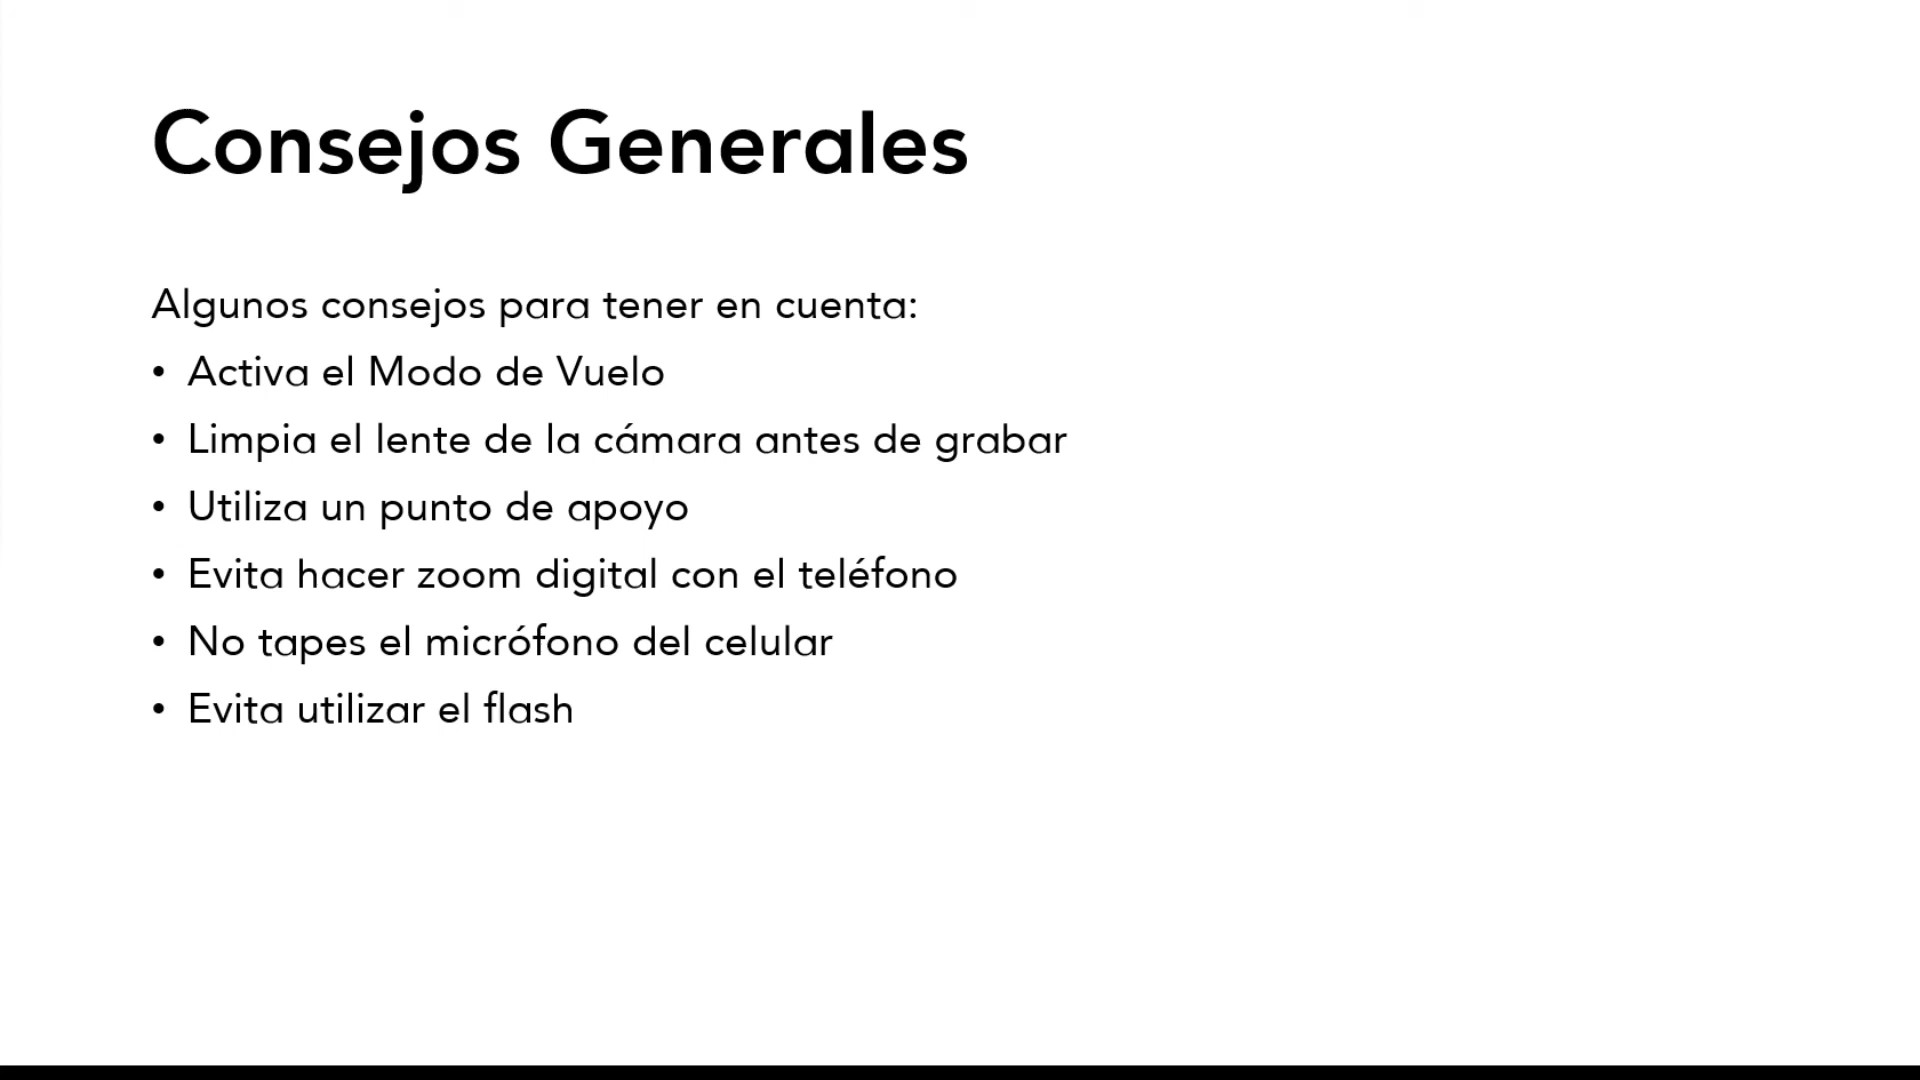 Consejos Generales
Algunos consejos para tener en cuenta:
• Activa el Modo de Vuelo
• Limpia el lente de la cámara antes de grabar
• Utiliza un punto de apoyo
• Evita hacer zoom digital con el teléfono
• No tapes el micrófono del celular
• Evita utilizar el flash